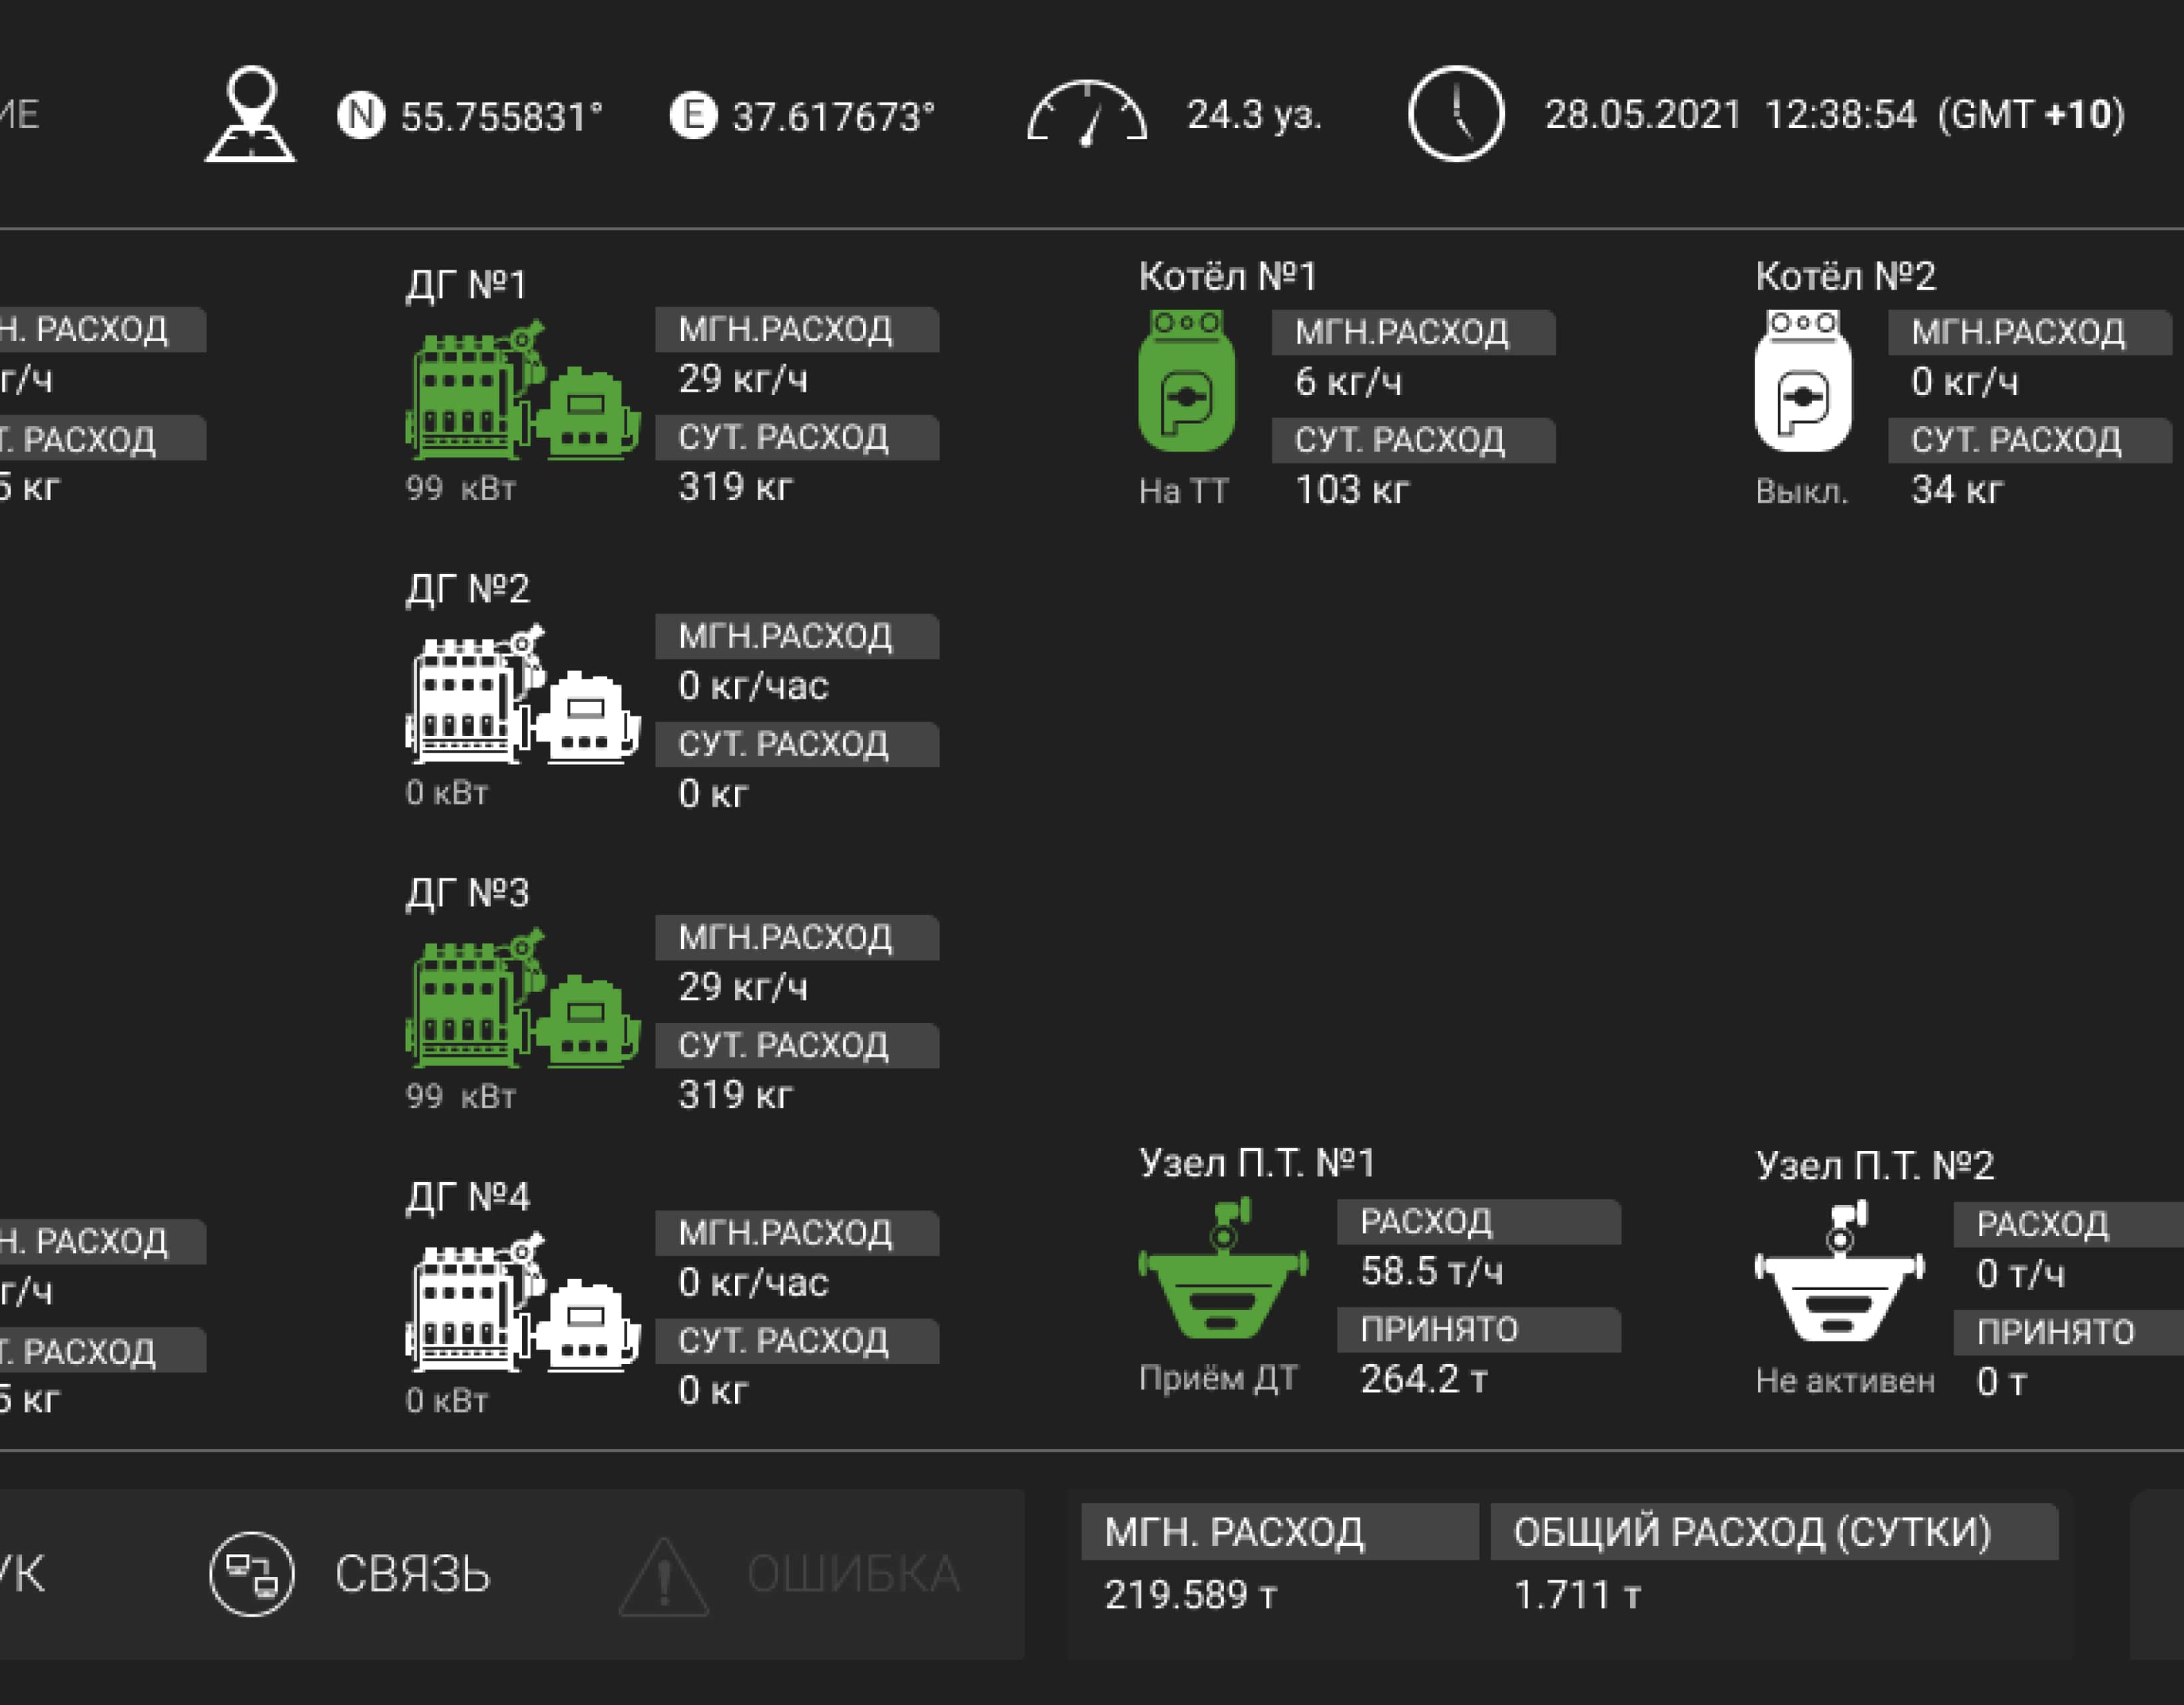 ИЕ N 55.755831° E 37.617673° 24.3 уз. 28.05.2021 12:38:54 (GMT +10)
Н. РАСХОД
г/ч
Т. РАСХОД
5 кг
ДГ №1
МГН.РАСХОД
29 кг/ч
СУТ. РАСХОД
99 кВт
319 кг
Котёл №1
МГН.РАСХОД
6 кг/ч
СУТ. РАСХОД
На ТТ
103 кг
Котёл №2
МГН.РАСХОД
0 кг/ч
СУТ. РАСХОД
Выкл.
34 кг
ДГ №2
МГН.РАСХОД
0 кг/час
СУТ. РАСХОД
0 кВт
0 кг
ДГ №3
МГН.РАСХОД
29 кг/ч
СУТ. РАСХОД
99 кВт
319 кг
Н. РАСХОД
г/ч
Т. РАСХОД
5 кг
ДГ №4
МГН.РАСХОД
0 кг/час
СУТ. РАСХОД
0 кВт
0 кг
Узел П.Т. №1
РАСХОД
58.5 т/ч
ПРИНЯТО
Приём ДТ
264.2 т
Узел П.Т. №2
РАСХОД
0 т/ч
ПРИНЯТО
Не активен
0 т
УК СВЯЗЬ ОШИБКА
МГН. РАСХОД
219.589 т
ОБЩИЙ РАСХОД (СУТКИ)
1.711 т